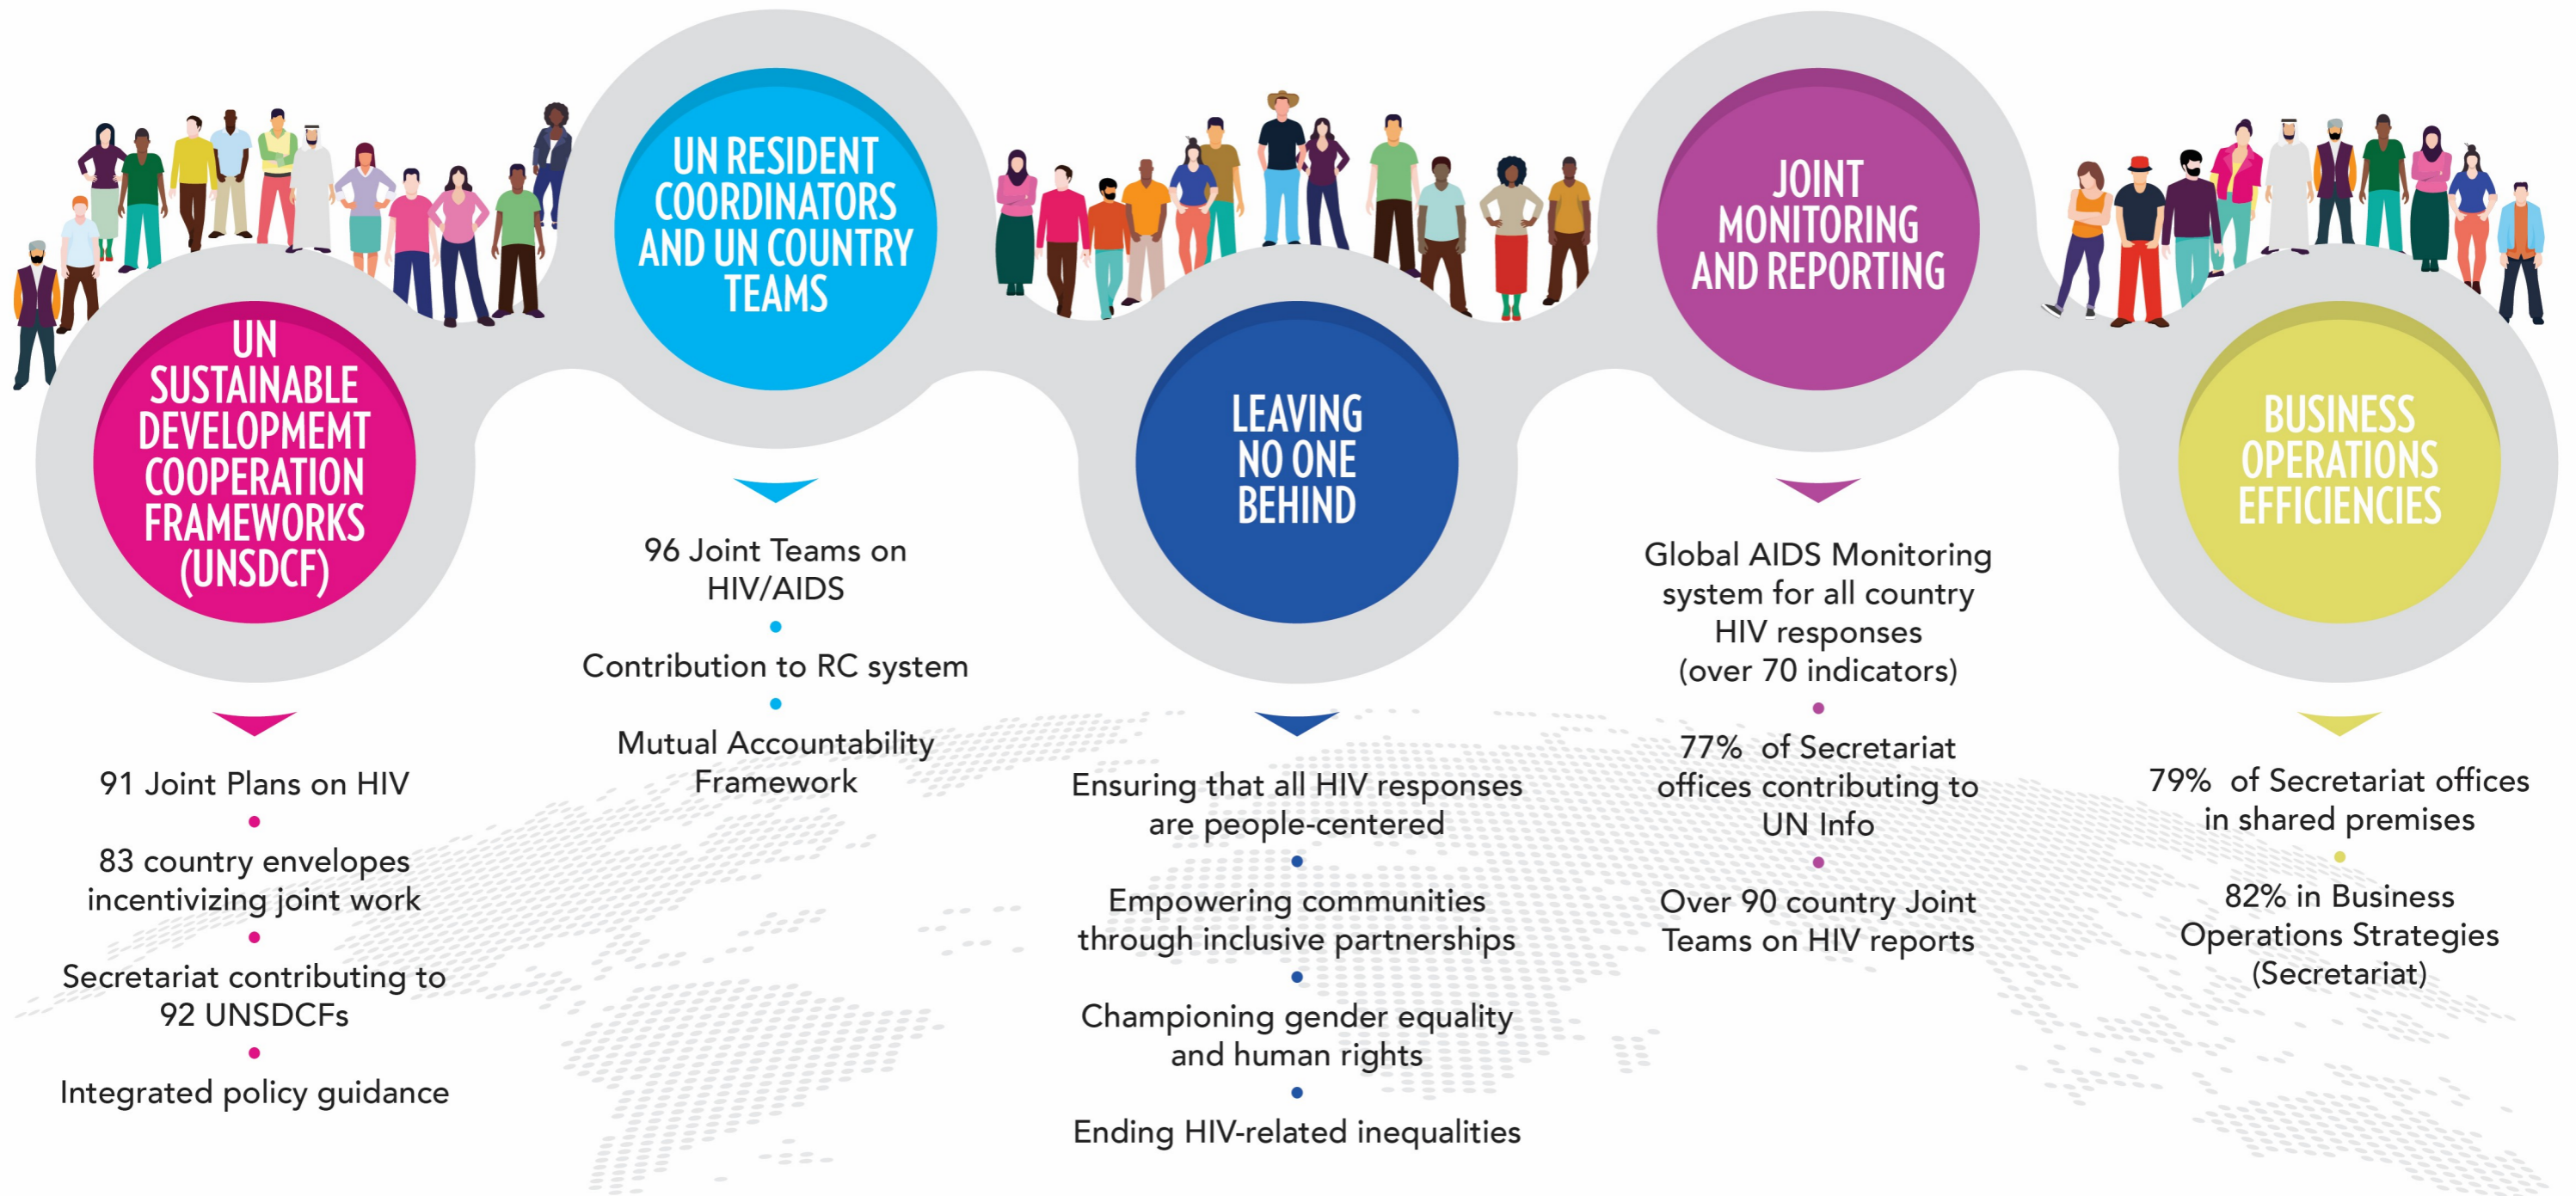 UN
SUSTAINABLE
DEVELOPMEMT
COOPERATION
FRAMEWORKS
(UNSDCF)
91 Joint Plans on HIV
83 country envelopes
incentivizing joint work
Secretariat contributing to
92 UNSDCFs
Integrated policy guidance
UN RESIDENT
COORDINATORS
AND UN COUNTRY
TEAMS
96 Joint Teams on
HIV/AIDS
Contribution to RC system
Mutual Accountability
Framework
LEAVING
NO ONE
BEHIND
Ensuring that all HIV responses
are people-centered
Empowering communities
through inclusive partnerships
Championing gender equality
and human rights
Ending HIV-related inequalities
JOINT
MONITORING
AND REPORTING
Global AIDS Monitoring
system for all country
HIV responses
(over 70 indicators)
77% of Secretariat
offices contributing to
UN Info
Over 90 country Joint
Teams on HIV reports
BUSINESS
OPERATIONS
EFFICIENCIES
79% of Secretariat offices
in shared premises
82% in Business
Operations Strategies
(Secretariat)